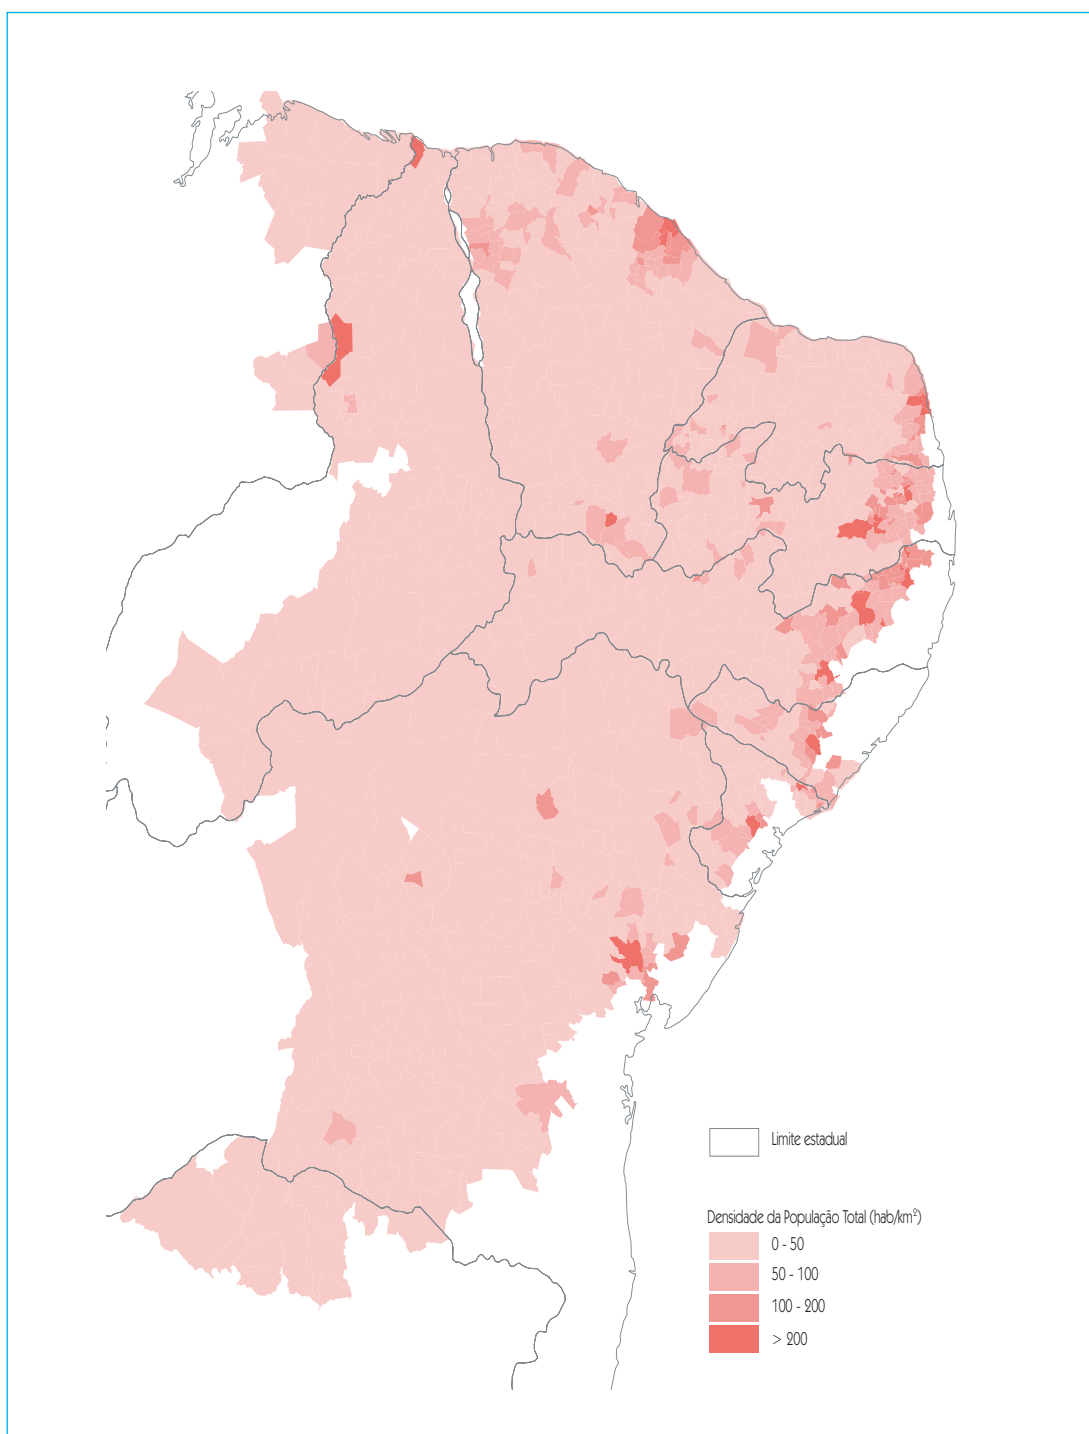 Limite estadual
Densidade da População Total (hab/km²)
0 - 50
50 - 100
100 - 200
> 200